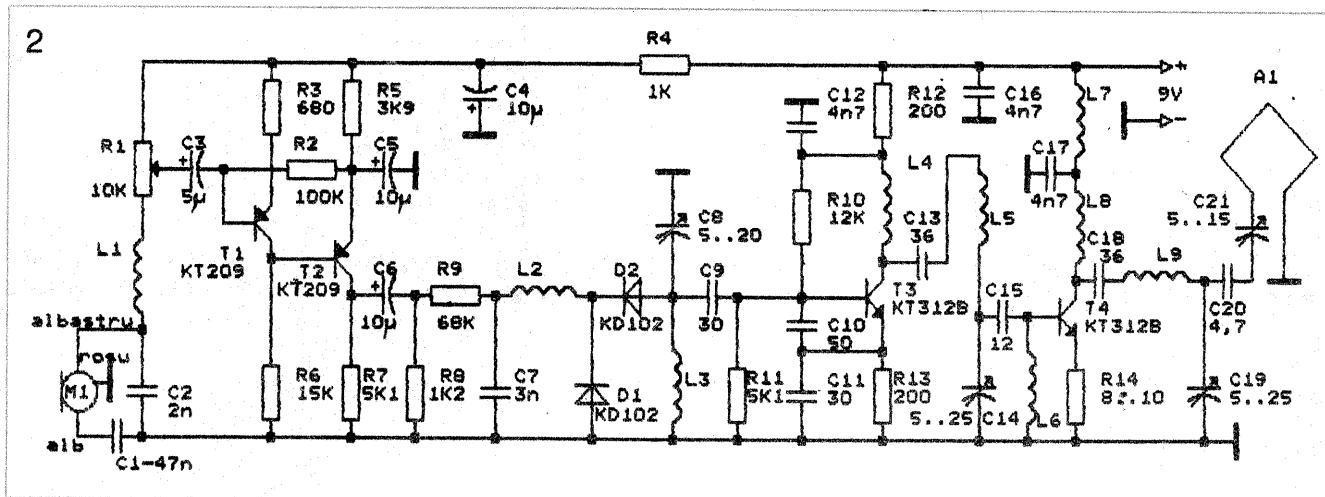 2
R4
1K
R3
680
R5
3K9
C4
10µ
C12
4n7
R12
200
C16
4n7
L7
+
9V
-
A1
R1
10K
C3
5µ
R2
100K
C5
10µ
C17
4n7
L4
R10
12K
C8
5..20
C13
36
L5
L8
C21
5..15
L1
T1
KT209
T2
KT209
C6
10µ
R9
68K
L2
D2
KD102
C9
30
T3
KT312B
C18
36
L9
C15
12
T4
KT312B
C20
4,7
albastru
rosu
M1
alb
C2
2n
C1-47n
R6
15K
R7
5K1
R8
1K2
C7
3n
D1
KD102
L3
R11
5K1
C10
50
C11
30
R13
200
5..25
C14
L6
R14
C19
5..25